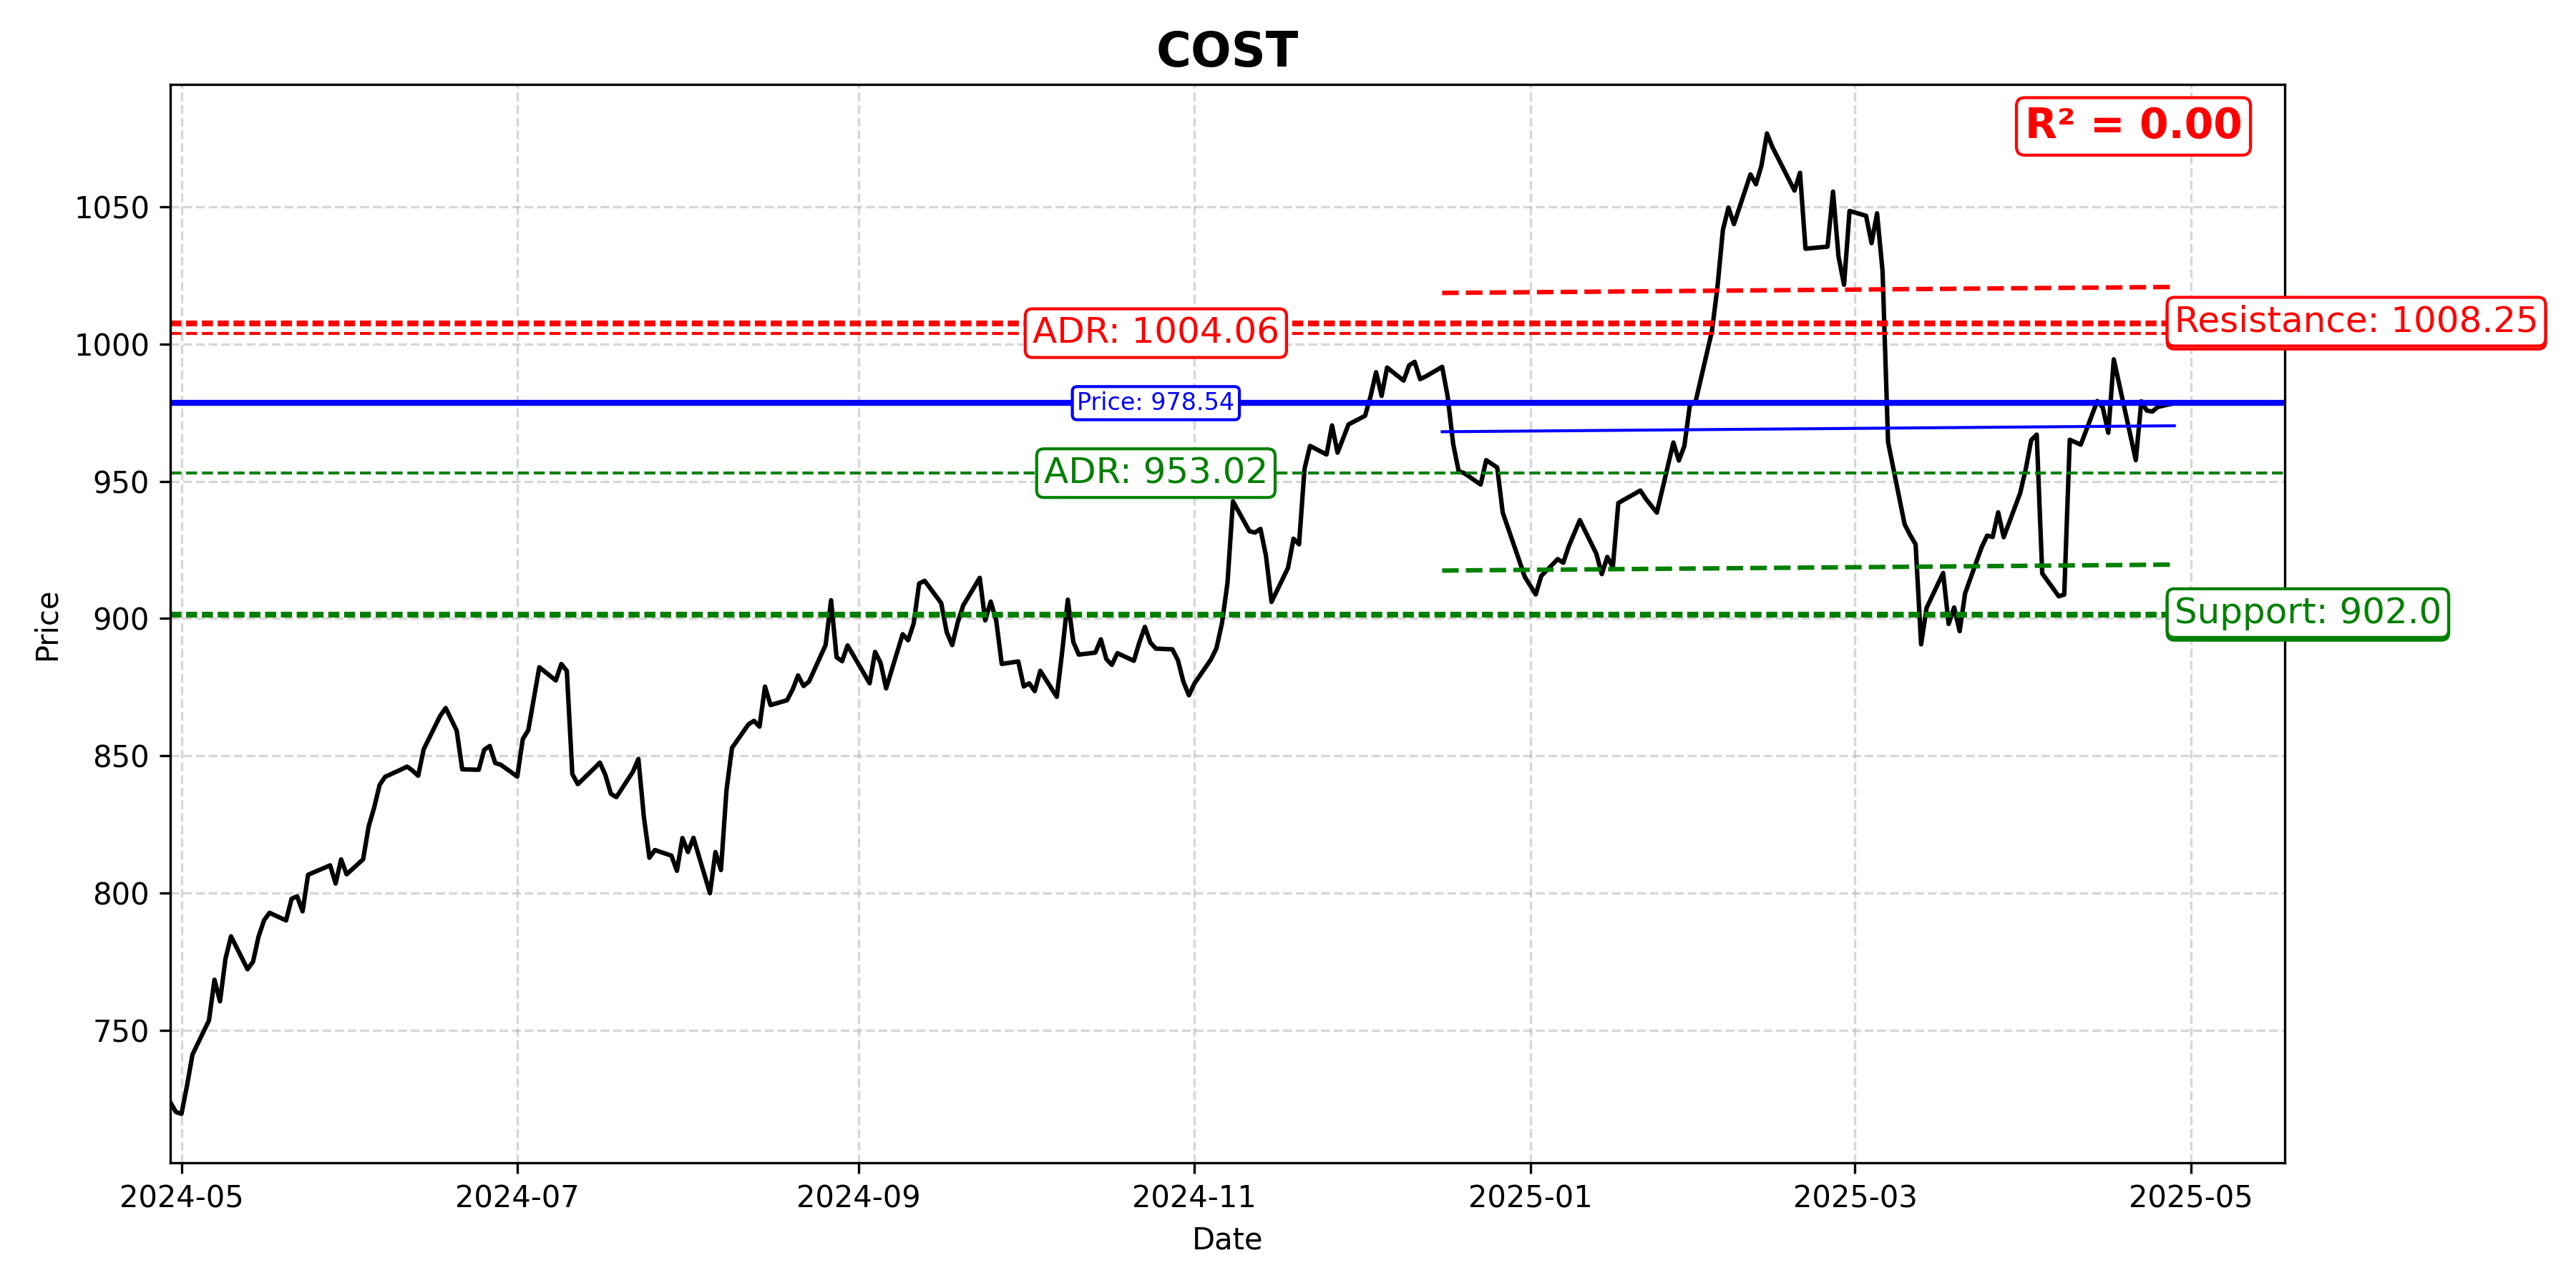 COST
R² = 0.00
1050
Resistance: 1008.25
ADR: 1004.06
1000
Price: 978.54
ADR: 953.02
950
900
Support: 902.0
Price
850
800
750
2024-05 2024-07 2024-09 2024-11 2025-01 2025-03 2025-05
Date